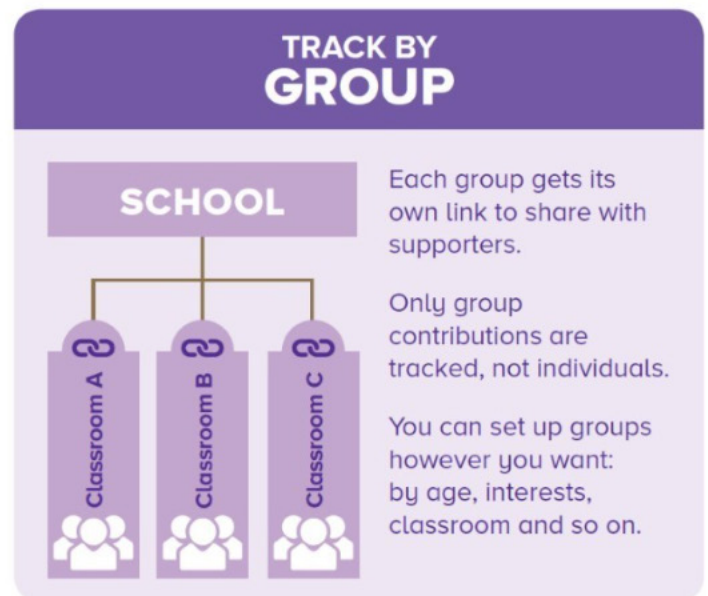 TRACK BY
GROUP
SCHOOL
Classroom A
Classroom B
Classroom C
Each group gets its
own link to share with
supporters.
Only group
contributions are
tracked, not individuals.
You can set up groups
however you want:
by age, interests,
classroom and so on.